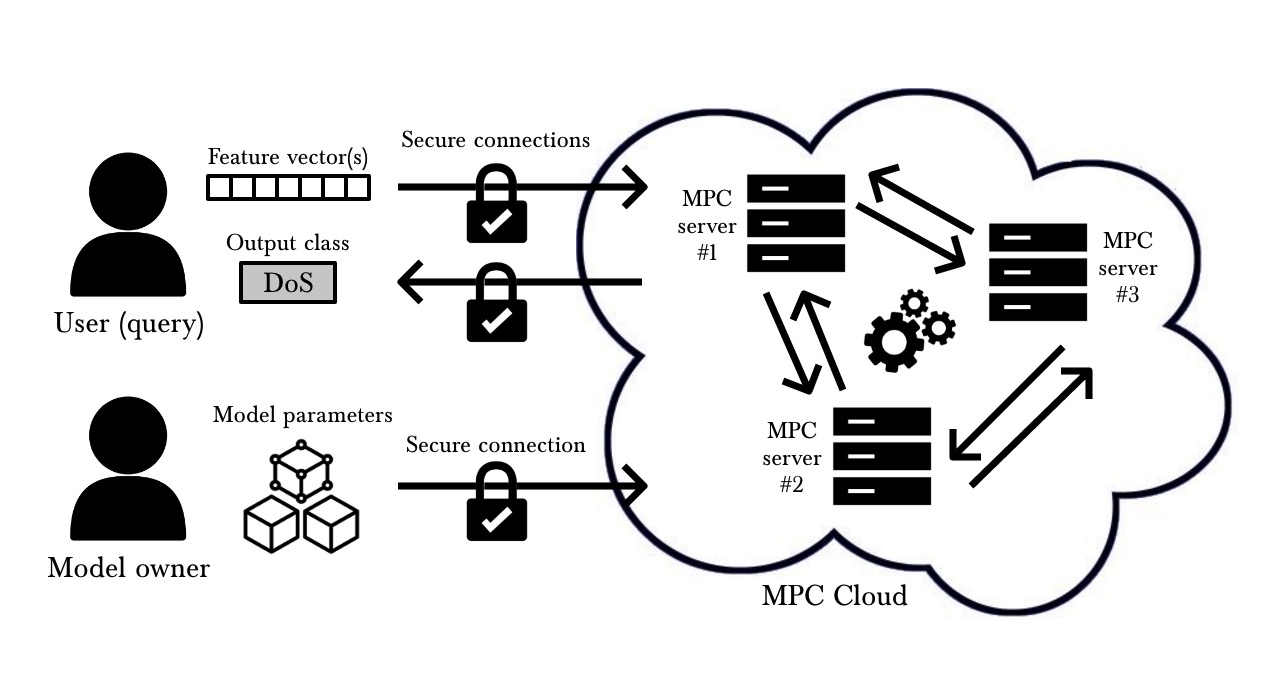 Secure connections
Feature vector(s)
Output class
DoS
User (query)
Model parameters
Secure connection
Model owner
MPC
server
#1
MPC
server
#3
MPC
server
#2
MPC Cloud